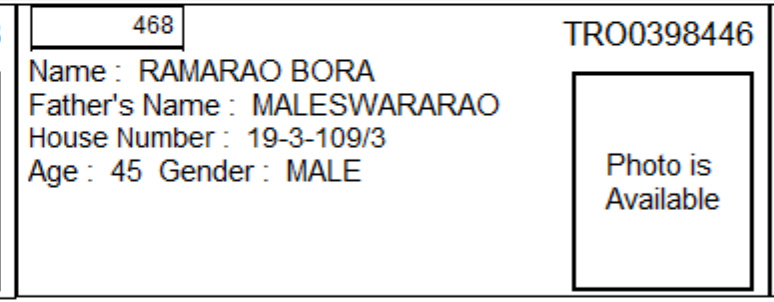 468
TRO0398446
Name : RAMARAO BORA
Father's Name : MALESWARARAO
House Number : 19-3-109/3
Age : 45 Gender : MALE
Photo is
Available